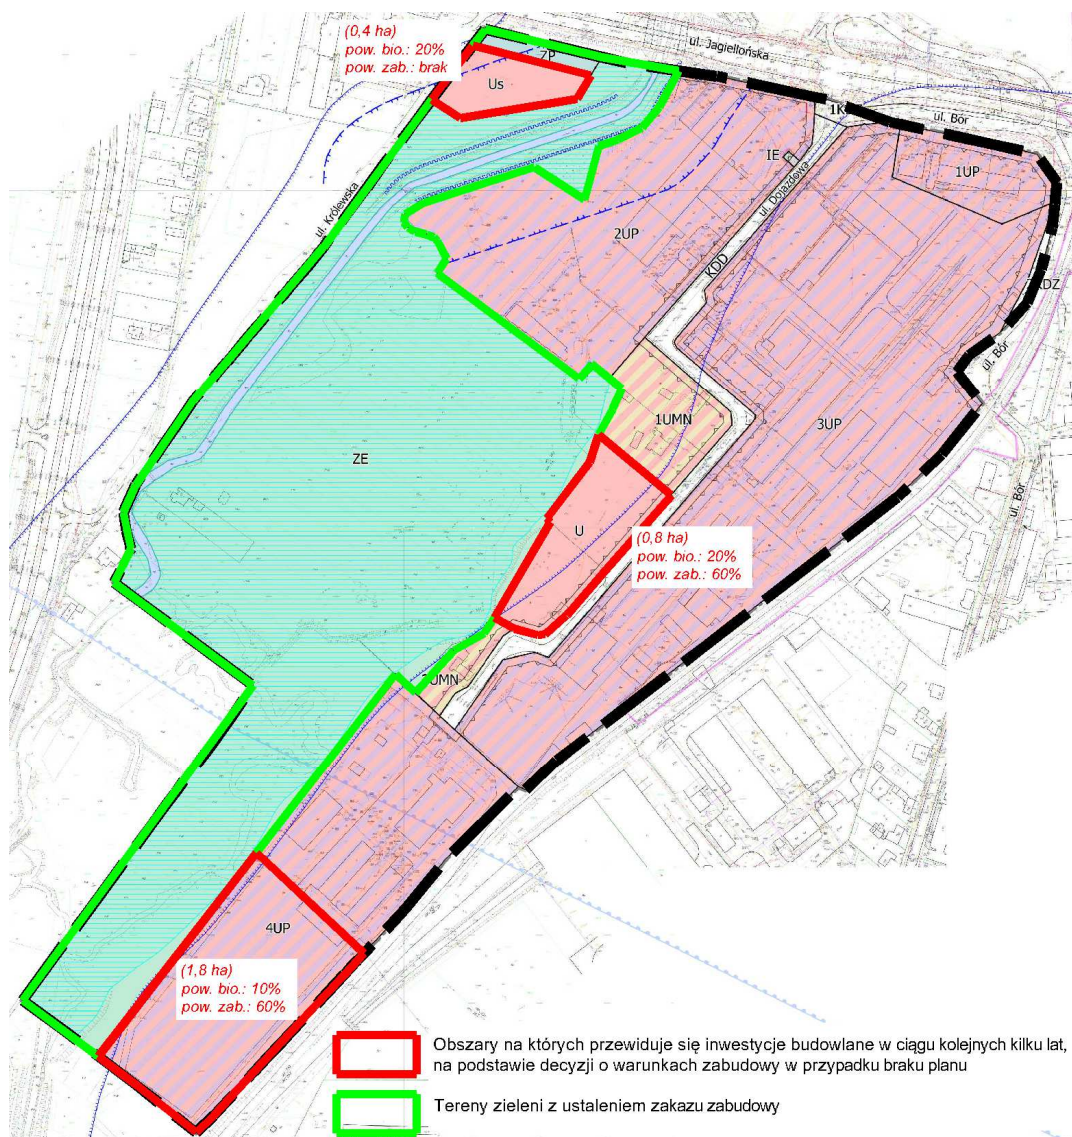 (0,4 ha)
pow. bio.: 20%
pow. zab.: brak
ZP
Us
ul. Jagiellońska
1K
ul. Bór
IE
1UP
ul. Dojazdowa
ul. Królewska
2UP
KDD
KDZ
ul. Bór
1UMN
3UP
ZE
ul. Bór
U
(0,8 ha)
pow. bio.: 20%
pow. zab.: 60%
UMN
4UP
(1,8 ha)
pow. bio.: 10%
pow. zab.: 60%
Obszary na których przewiduje się inwestycje budowlane w ciągu kolejnych kilku lat,
na podstawie decyzji o warunkach zabudowy w przypadku braku planu
Tereny zieleni z ustaleniem zakazu zabudowy